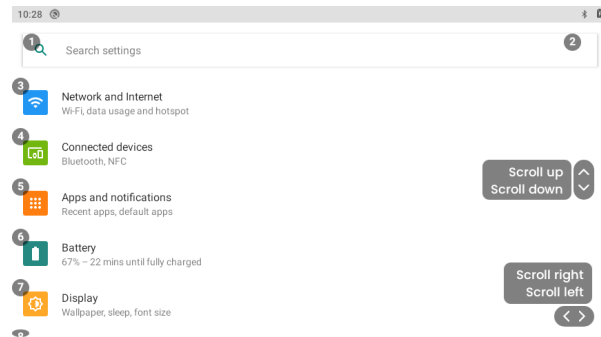 10:28
1
Search settings
2
3
Network and Internet
Wi-Fi, data usage and hotspot
4
Connected devices
Bluetooth, NFC
Scroll up
Scroll down
5
Apps and notifications
Recent apps, default apps
6
Battery
67% – 22 mins until fully charged
Scroll right
Scroll left
7
Display
Wallpaper, sleep, font size